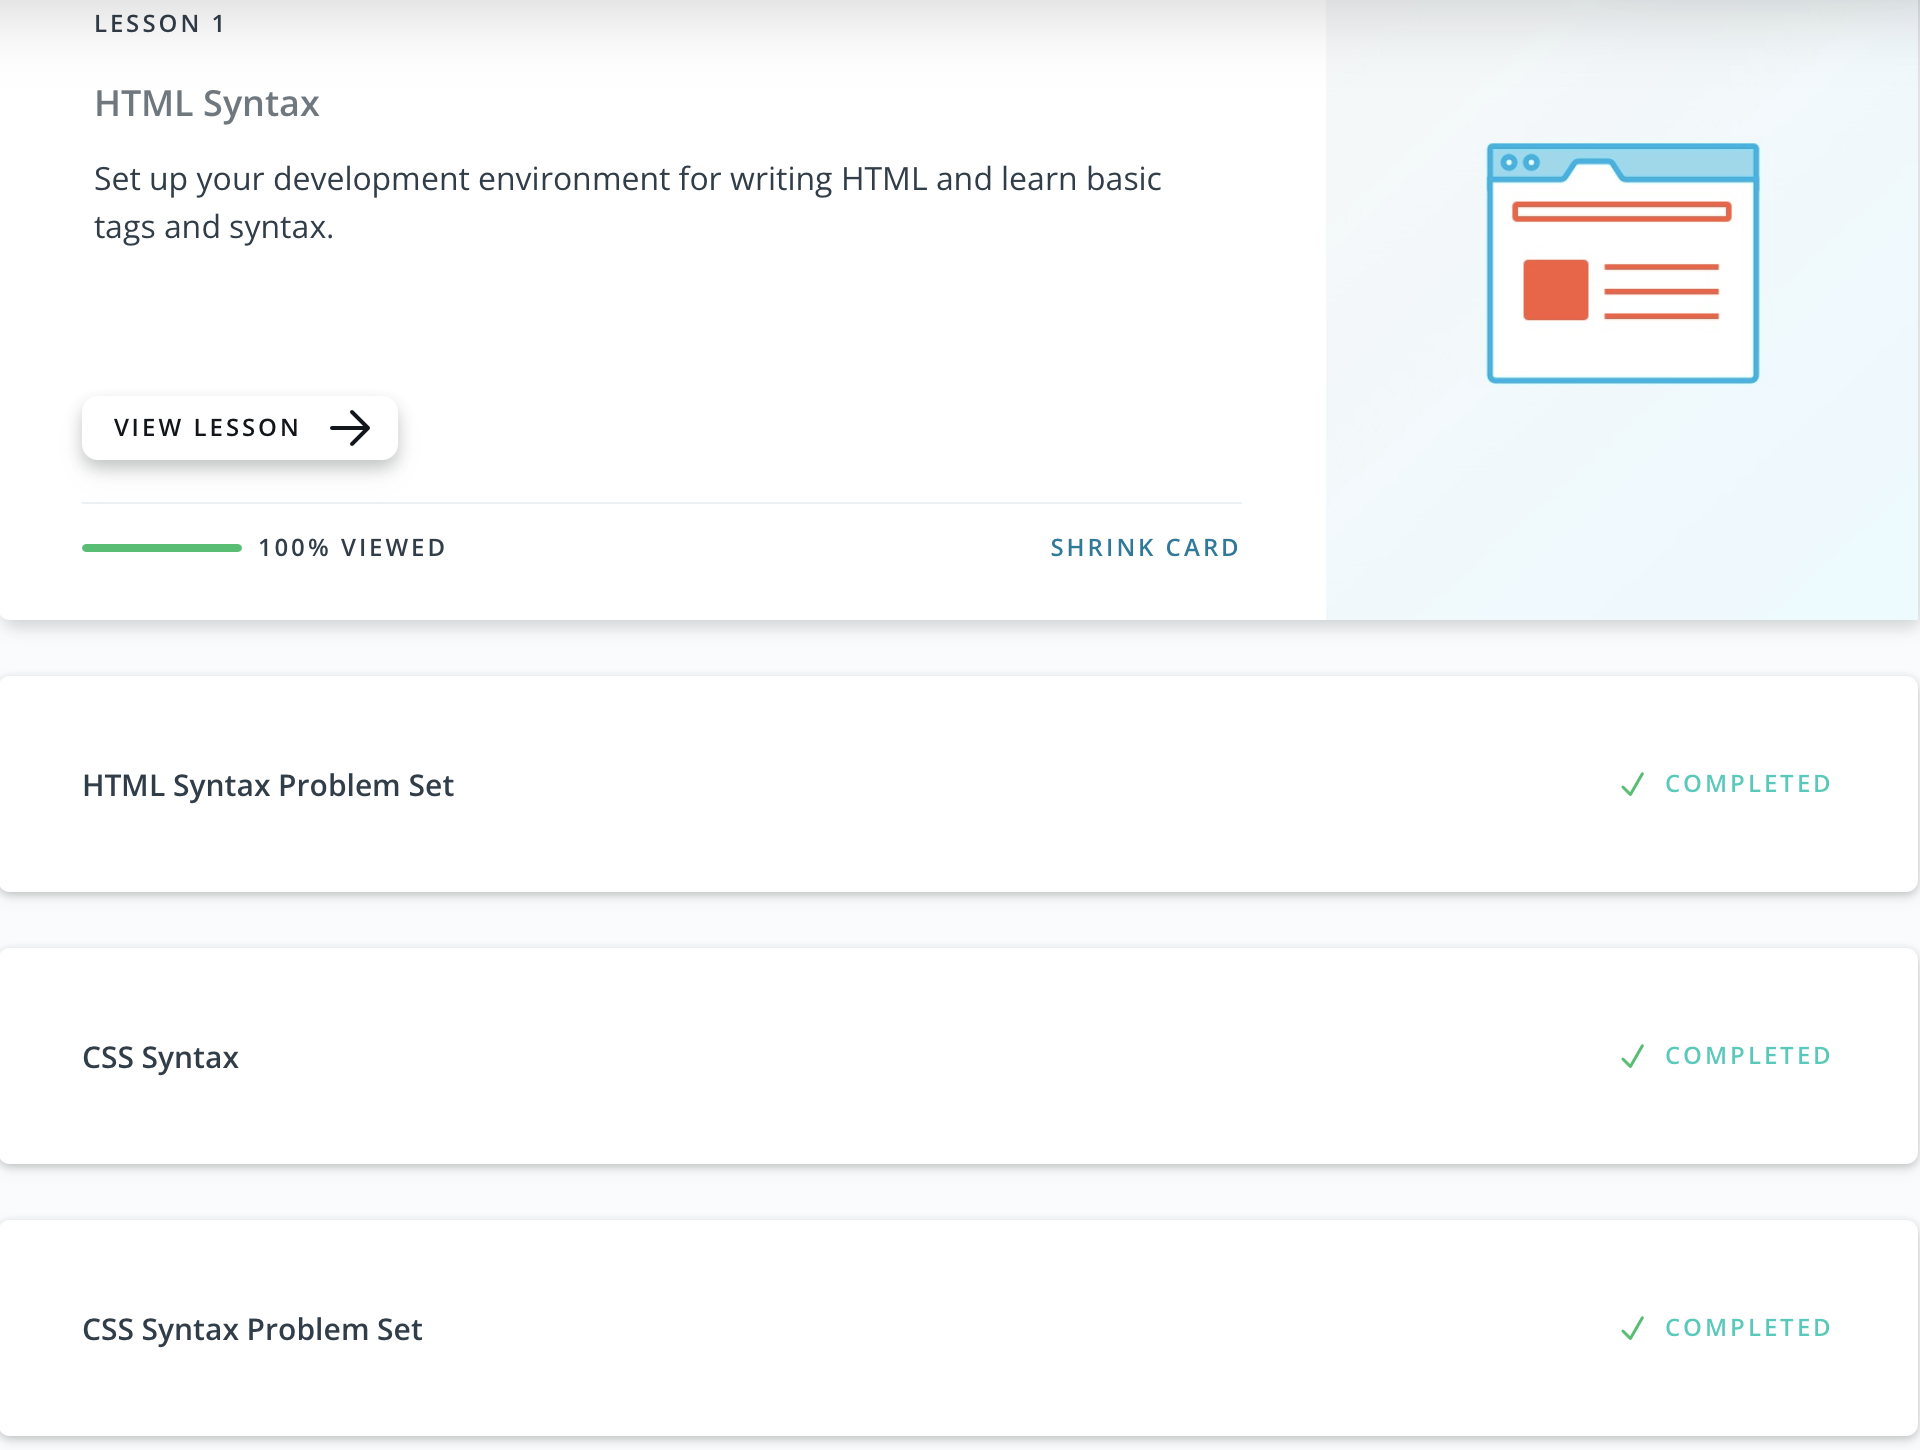 LESSON 1
HTML Syntax
Set up your development environment for writing HTML and learn basic
tags and syntax.
VIEW LESSON
100% VIEWED
SHRINK CARD
HTML Syntax Problem Set
COMPLETED
CSS Syntax
COMPLETED
CSS Syntax Problem Set
COMPLETED